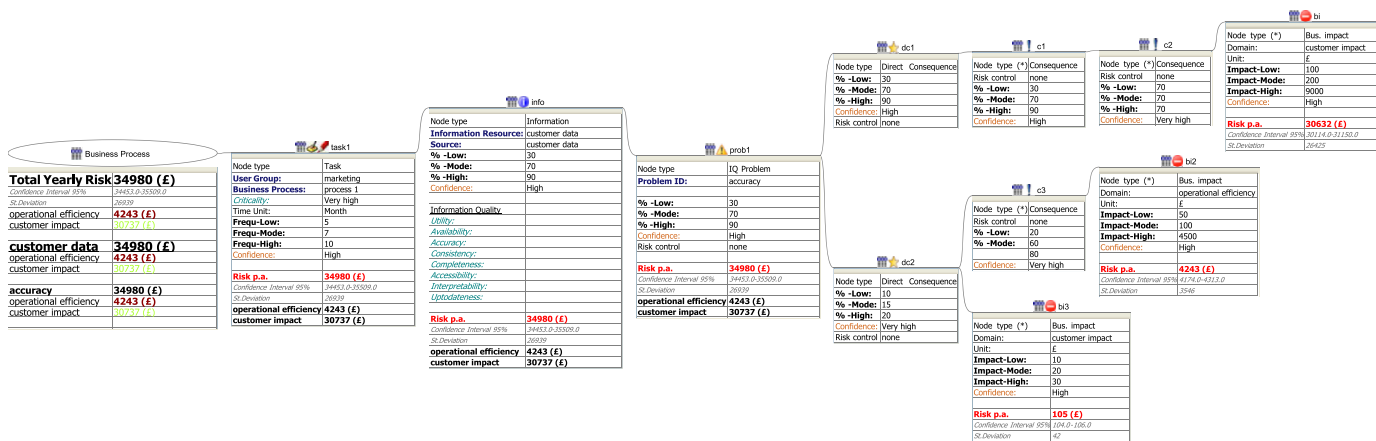 Business Process
Total Yearly Risk 34980 (£)
Confidence Interval 95% 34453.0-35509.0
St.Deviation 26939
operational efficiency 4243 (£)
customer impact 30737 (£)
customer data 34980 (£)
operational efficiency 4243 (£)
customer impact 30737 (£)
accuracy 34980 (£)
operational efficiency 4243 (£)
customer impact 30737 (£)
task1
Node type Task
User Group: marketing
Business Process: process 1
Criticality: Very high
Time Unit: Month
Frequ-Low: 5
Frequ-Mode: 7
Frequ-High: 10
Confidence: High
Risk p.a. 34980 (£)
Confidence Interval 95% 34453.0-35509.0
St.Deviation 26939
operational efficiency 4243 (£)
customer impact 30737 (£)
info
Node type Information
Information Resource: customer data
Source: customer data
% -Low: 30
% -Mode: 70
% -High: 90
Confidence: High
Information Quality
Utility:
Availability:
Accuracy:
Consistency:
Completeness:
Accessibility:
Interpretability:
Uptodateness:
Risk p.a. 34980 (£)
Confidence Interval 95% 34453.0-35509.0
St.Deviation 26939
operational efficiency 4243 (£)
customer impact 30737 (£)
prob1
Node type IQ Problem
Problem ID: accuracy
% -Low: 30
% -Mode: 70
% -High: 90
Confidence: High
Risk control none
Risk p.a. 34980 (£)
Confidence Interval 95% 34453.0-35509.0
St.Deviation 26939
operational efficiency 4243 (£)
customer impact 30737 (£)
dc1
Node type Direct Consequence
% -Low: 30
% -Mode: 70
% -High: 90
Confidence: High
Risk control none
c1
Node type (*) Consequence
Risk control none
% -Low: 30
% -Mode: 70
% -High: 90
Confidence: High
c2
Node type (*) Consequence
Risk control none
% -Low: 70
% -Mode: 70
% -High: 70
Confidence: Very high
bi
Node type (*) Bus. impact
Domain: customer impact
Unit: £
Impact-Low: 100
Impact-Mode: 200
Impact-High: 9000
Confidence: High
Risk p.a. 30632 (£)
Confidence Interval 95% 30114.0-31150.0
St.Deviation 26425
dc2
Node type Direct Consequence
% -Low: 10
% -Mode: 15
% -High: 20
Confidence: Very high
Risk control none
c3
Node type (*) Consequence
Risk control none
% -Low: 20
% -Mode: 60
80
Confidence: Very high
bi2
Node type (*) Bus. impact
Domain: operational efficiency
Unit: £
Impact-Low: 50
Impact-Mode: 100
Impact-High: 4500
Confidence: High
Risk p.a. 4243 (£)
Confidence Interval 95% 4174.0-4313.0
St.Deviation 3546
bi3
Node type (*) Bus. impact
Domain: customer impact
Unit: £
Impact-Low: 10
Impact-Mode: 20
Impact-High: 30
Confidence: High
Risk p.a. 105 (£)
Confidence Interval 95% 104.0-106.0
St.Deviation 42